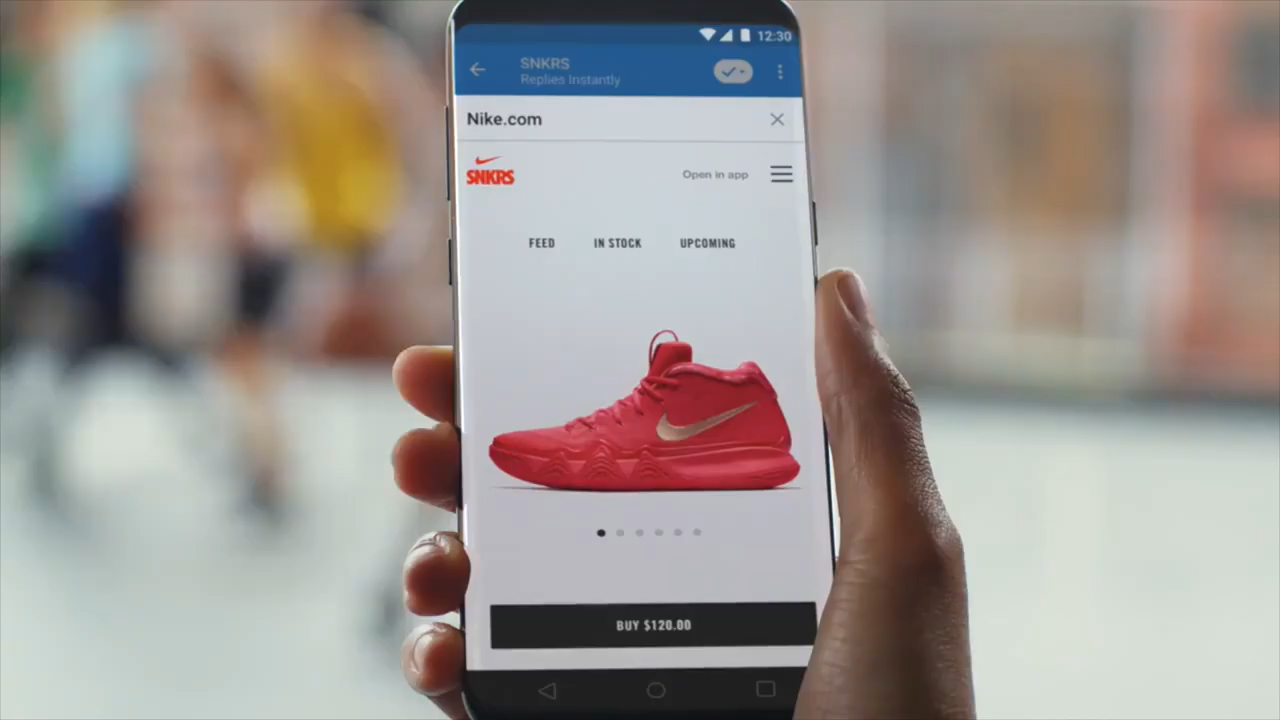 12:30
SNKRS
Replies Instantly
Nike.com
SNKRS
Open in app
FEED IN STOCK UPCOMING
BUY $120.00